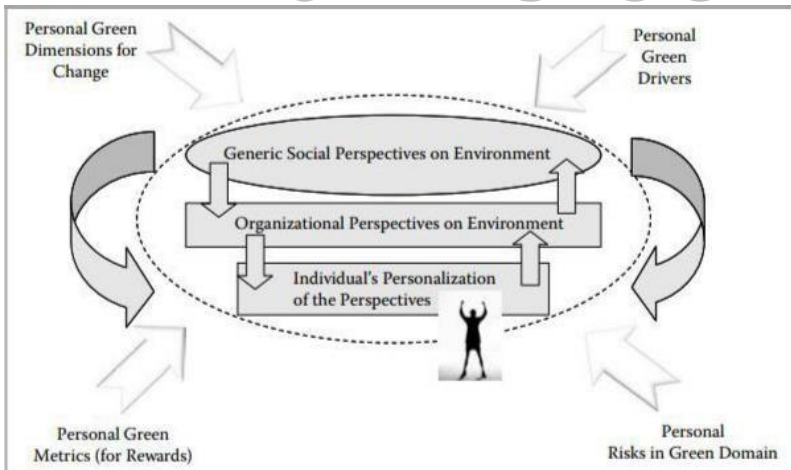 Personal Green
Dimensions for
Change
Personal
Green
Drivers
Generic Social Perspectives on Environment
Organizational Perspectives on Environment
Individual's Personalization
of the Perspectives
Personal Green
Metrics (for Rewards)
Personal
Risks in Green Domain